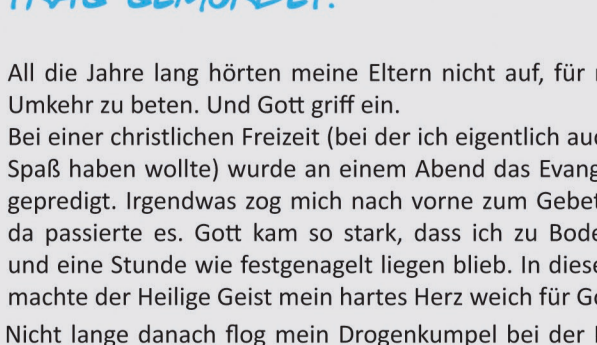 All die Jahre lang hörten meine Eltern nicht auf, für
Umkehr zu beten. Und Gott griff ein.
Bei einer christlichen Freizeit (bei der ich eigentlich
Spaß haben wollte) wurde an einem Abend das
gepredigt. Irgendwas zog mich nach vorne zum Gebet
da passierte es. Gott kam so stark, dass ich zu
und eine Stunde wie festgenagelt liegen blieb. In
machte der Heilige Geist mein hartes Herz weich für
Nicht lange danach flog mein Drogenkumpel bei der